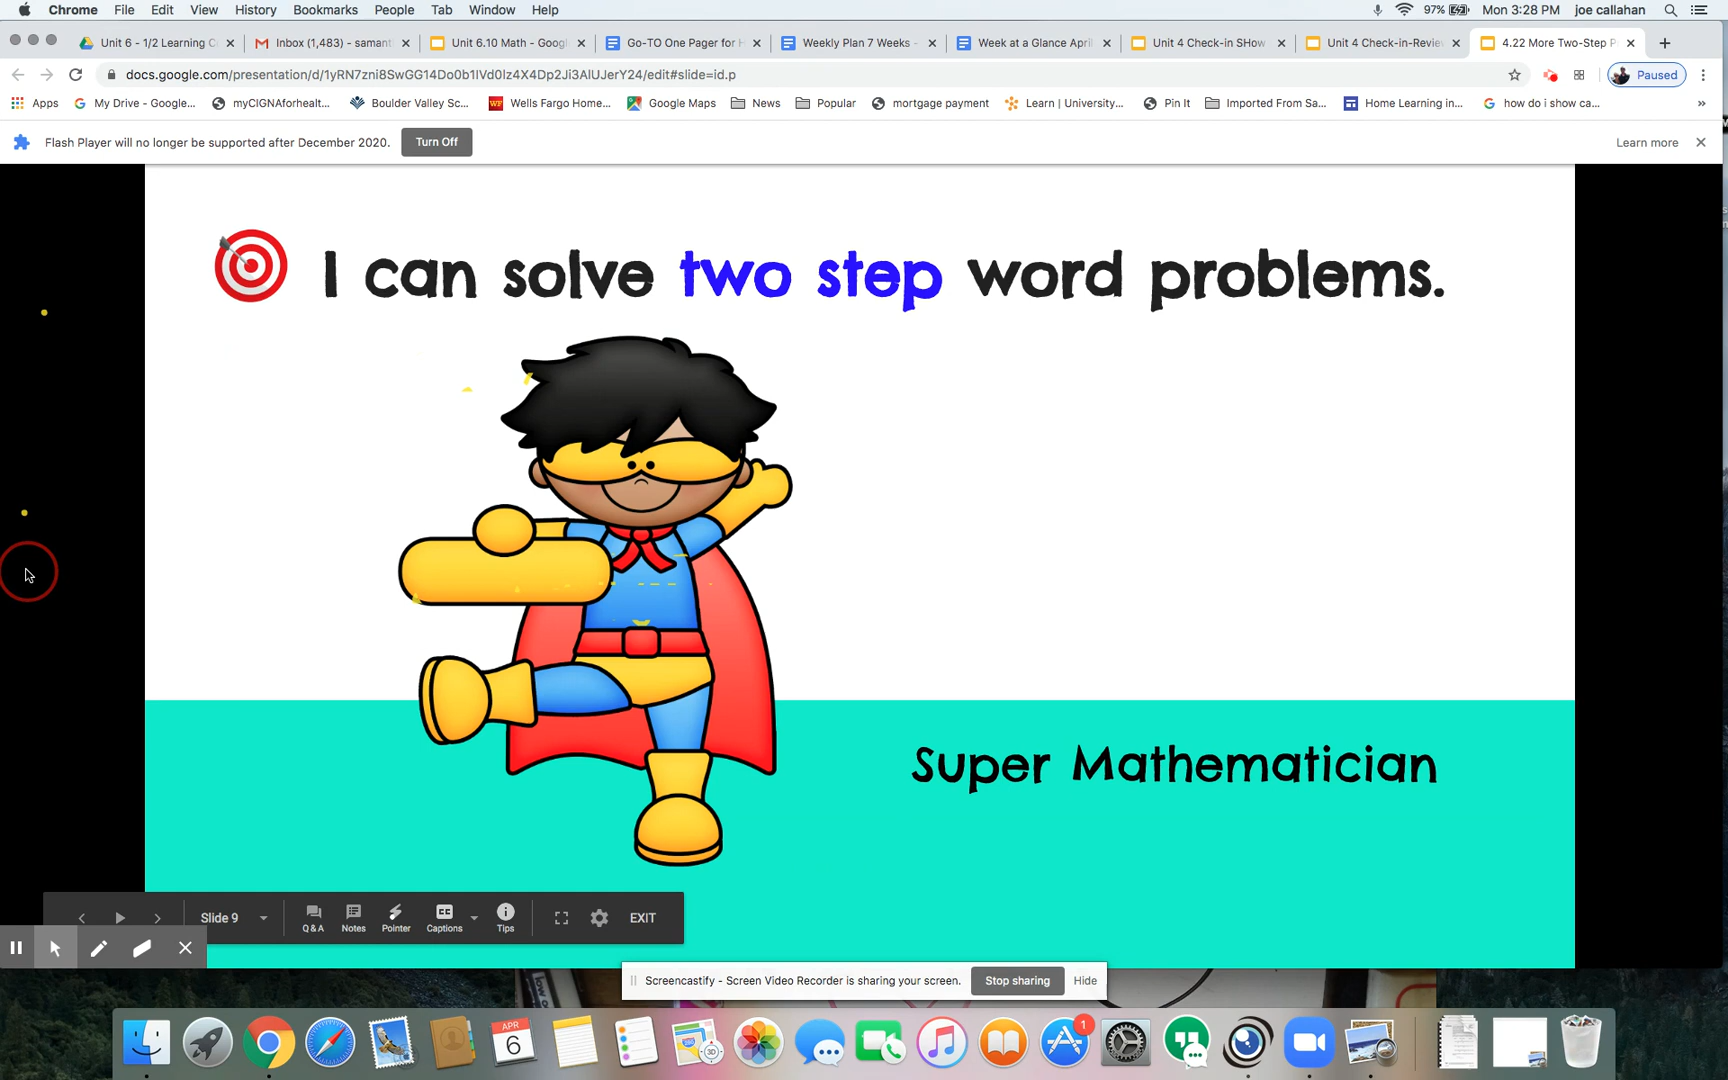 Chrome File Edit View History Bookmarks People Tab Window Help 97% Mon 3:28 PM joe callahan
Unit 6 - 1/2 Learning Inbox (1,483) - samant Unit 6.10 Math - Googl Go-TO One Pager for Weekly Plan 7 Weeks - Week at a Glance April Unit 4 Check-in SHow Unit 4 Check-in-Revie 4.22 More Two-Step P
docs.google.com/presentation/d/1yRN7zni8SwGG14Do0b1lVd0Iz4X4Dp2Ji3AlUJerY24/edit#slide=id.p Paused
Apps My Drive - Google... myCIGNAforhealt... Boulder Valley Sc... Wells Fargo Home... Google Maps News Popular mortgage payment Learn | University... Pin It Imported From Sa... Home Learning in... how do i show ca... »
Flash Player will no longer be supported after December 2020. Turn Off Learn more
I can solve two step word problems.
Super Mathematician
Slide 9 Q&A Notes Pointer Captions Tips EXIT
Screencastify - Screen Video Recorder is sharing your screen. Stop sharing Hide
APR
6
3D
1